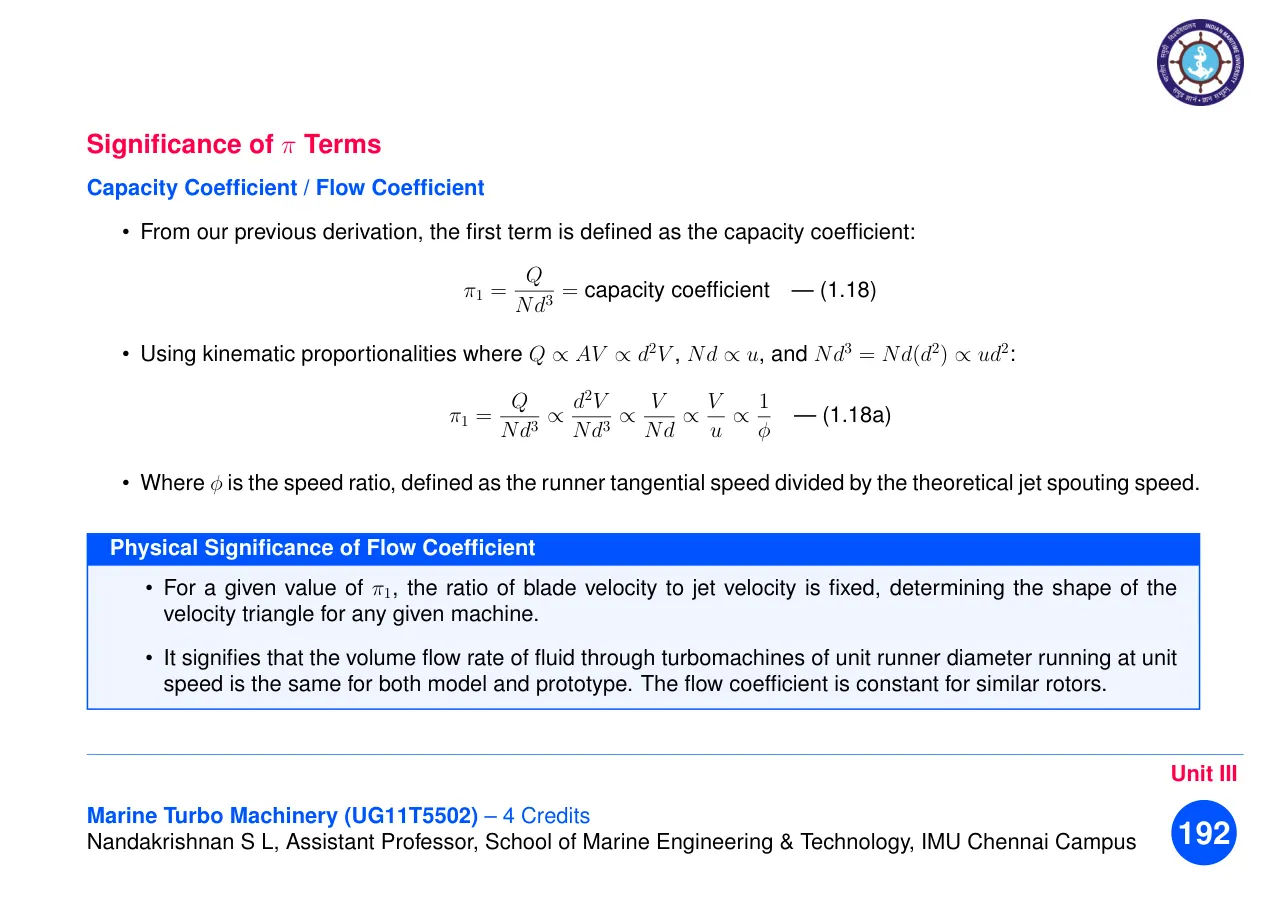 INDIAN MARITIME UNIVERSITY
Significance of π Terms
Capacity Coefficient / Flow Coefficient
• From our previous derivation, the first term is defined as the capacity coefficient:
π₁ = Q / Nd³ = capacity coefficient — (1.18)
• Using kinematic proportionalities where Q ∝ AV ∝ d²V, Nd ∝ u, and Nd³ = Nd(d²) ∝ ud²:
π₁ = Q / Nd³ ∝ d²V / Nd³ ∝ V / Nd ∝ V / u ∝ 1 / φ — (1.18a)
• Where φ is the speed ratio, defined as the runner tangential speed divided by the theoretical jet spouting speed.
Physical Significance of Flow Coefficient
• For a given value of π₁, the ratio of blade velocity to jet velocity is fixed, determining the shape of the
velocity triangle for any given machine.
• It signifies that the volume flow rate of fluid through turbomachines of unit runner diameter running at unit
speed is the same for both model and prototype. The flow coefficient is constant for similar rotors.
Unit III
Marine Turbo Machinery (UG11T5502) – 4 Credits
Nandakrishnan S L, Assistant Professor, School of Marine Engineering & Technology, IMU Chennai Campus
192